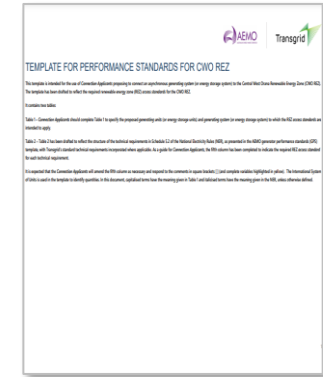 AEMO
Transgrid
TEMPLATE FOR PERFORMANCE STANDARDS FOR CWO REZ
This template is intended for the use of Connection Applicants proposing to connect an asynchronous generating system (or energy storage system) to the Central West Orana Renewable Energy Zone (CWO REZ).
The template has been drafted to reflect the required renewable energy zone (REZ) access standards for the CWO REZ.
It contains two tables:
Table 1 – Connection Applicants should complete Table 1 to specify the proposed generating units (or energy storage units) and generating system (or energy storage system) to which the REZ access standards are
intended to apply.
Table 2 – Table 2 has been drafted to reflect the structure of the technical requirements in Schedule 5.2 of the National Electricity Rules (NER), as presented in the AEMO generator performance standards (GPS)
template, with Transgrid's standard technical requirements incorporated where applicable. As a guide for Connection Applicants, the fifth column has been completed to indicate the required REZ access standard
for each technical requirement.
It is expected that the Connection Applicants will amend the fifth column as necessary and respond to the comments in square brackets [ ] (and complete variables highlighted in yellow). The International System
of Units is used in the template to identify quantities. In this document, capitalised terms have the meaning given in Table 1 and italicised terms have the meaning given in the NER, unless otherwise defined.